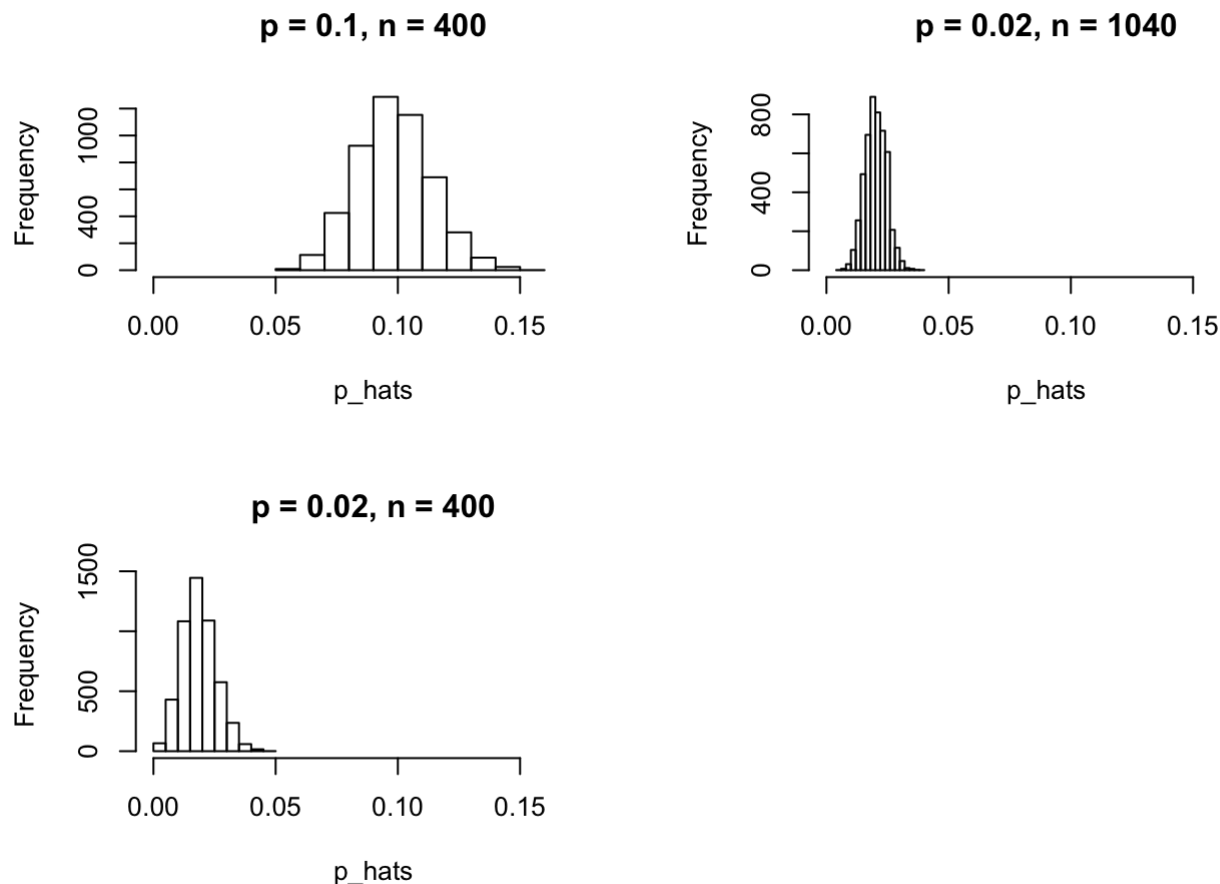 p = 0.1, n = 400
Frequency
0 400 1000
0.00 0.05 0.10 0.15
p_hats
p = 0.02, n = 1040
Frequency
0 400 800
0.00 0.05 0.10 0.15
p_hats
p = 0.02, n = 400
Frequency
0 500 1500
0.00 0.05 0.10 0.15
p_hats